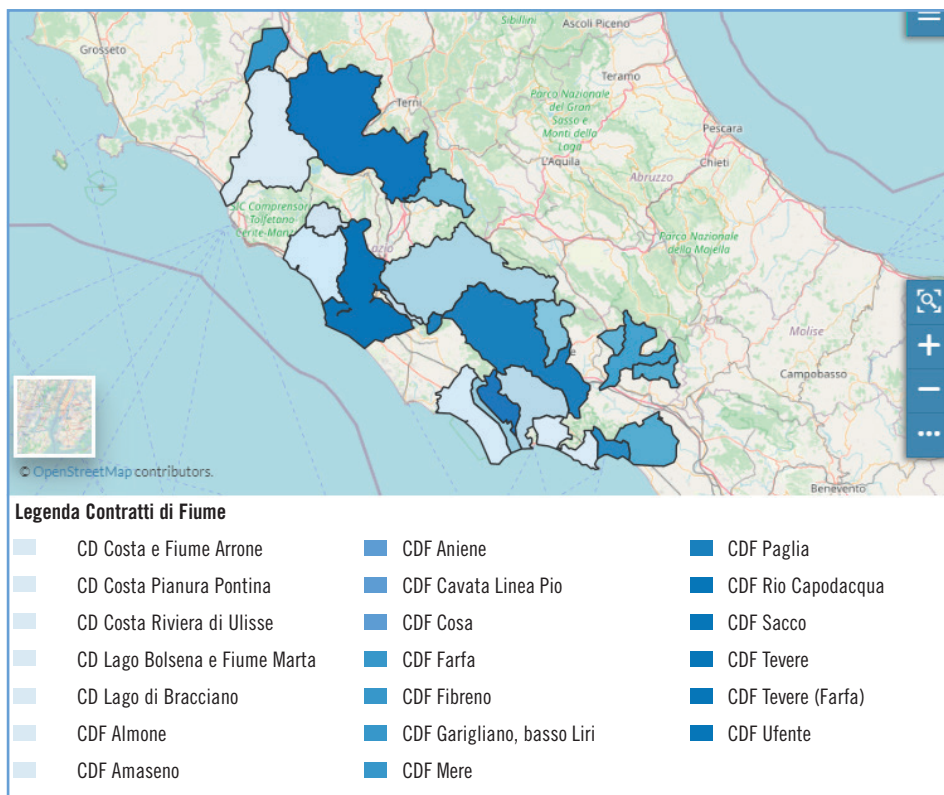 Sibillini
Ascoli Piceno
Grosseto
Teramo
Parco Nazionale
del Gran
Sasso e
Monti della
Laga
Terni
Pescara
L'Aquila
Chieti
Abruzzo
Comprensor
Tolfetano
Cerite-Manz
Parco Nazionale
della Majella
Molise
Campobasso
Benevento
© OpenStreetMap contributors.
Legenda Contratti di Fiume
CD Costa e Fiume Arrone
CD Costa Pianura Pontina
CD Costa Riviera di Ulisse
CD Lago Bolsena e Fiume Marta
CD Lago di Bracciano
CDF Almone
CDF Amaseno
CDF Aniene
CDF Cavata Linea Pio
CDF Cosa
CDF Farfa
CDF Fibreno
CDF Garigliano, basso Liri
CDF Mere
CDF Paglia
CDF Rio Capodacqua
CDF Sacco
CDF Tevere
CDF Tevere (Farfa)
CDF Ufente